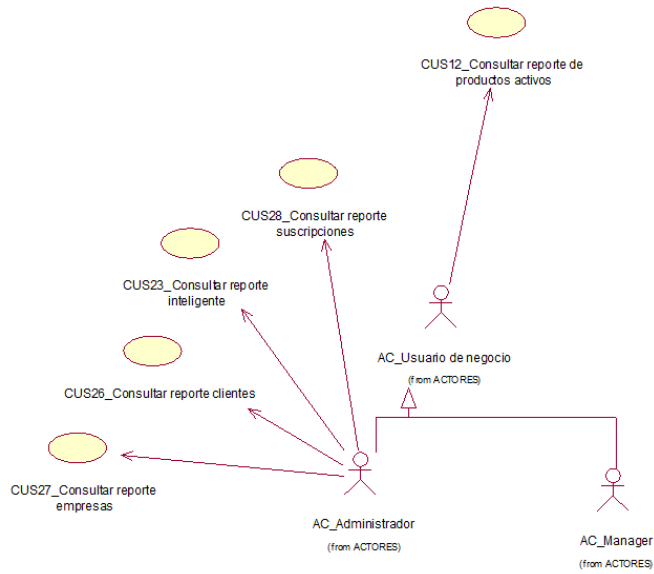 CUS12_Consultar reporte de
productos activos
CUS28_Consultar reporte
suscripciones
CUS23_Consultar reporte
inteligente
AC_Usuario de negocio
(from ACTORES)
CUS26_Consultar reporte clientes
CUS27_Consultar reporte
empresas
AC_Administrador
(from ACTORES)
AC_Manager
(from ACTORES)